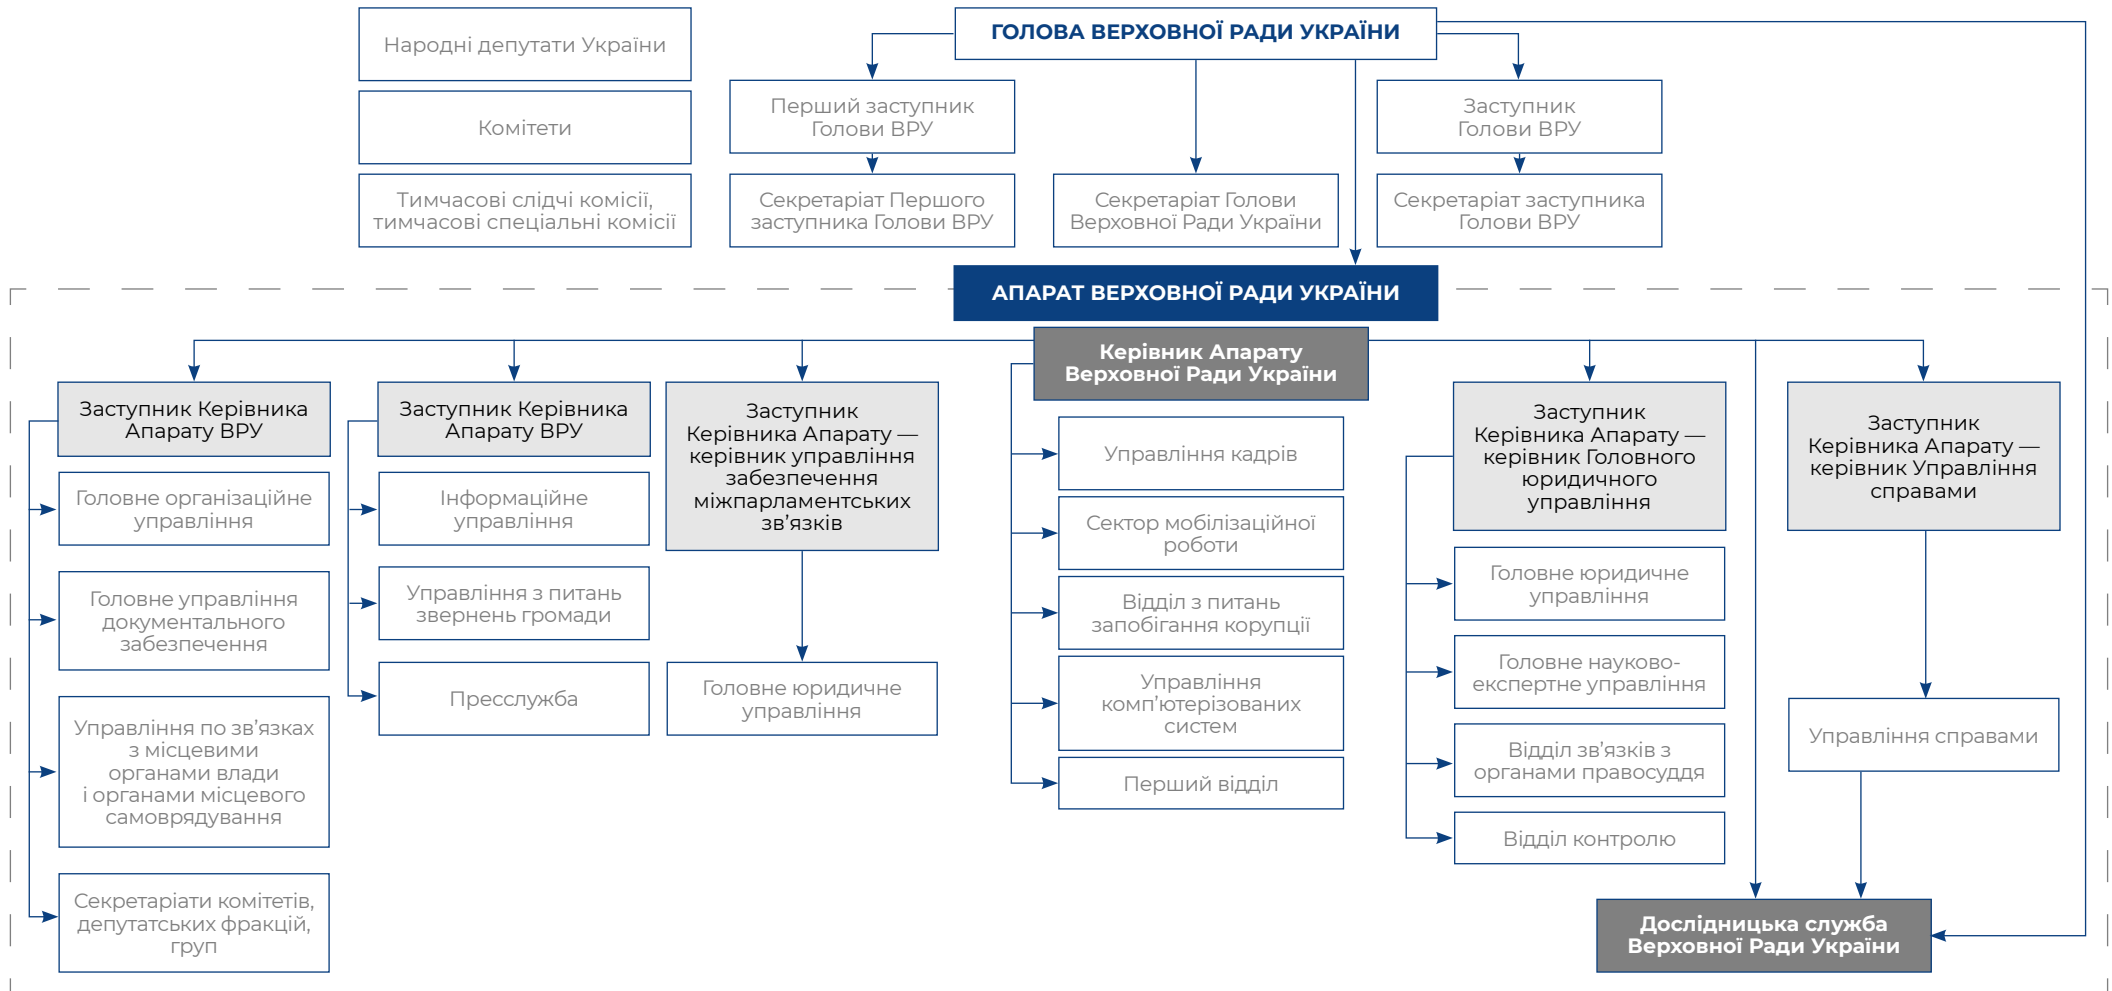 Народні депутати України
Комітети
Тимчасові слідчі комісії,
тимчасові спеціальні комісії
ГОЛОВА ВЕРХОВНОЇ РАДИ УКРАЇНИ
Перший заступник
Голови ВРУ
Заступник
Голови ВРУ
Секретаріат Першого
заступника Голови ВРУ
Секретаріат Голови
Верховної Ради України
Секретаріат заступника
Голови ВРУ
АПАРАТ ВЕРХОВНОЇ РАДИ УКРАЇНИ
Керівник Апарату
Верховної Ради України
Заступник Керівника
Апарату ВРУ
Головне організаційне
управління
Головне управління
документального
забезпечення
Управління по зв’язках
з місцевими
органами влади
і органами місцевого
самоврядування
Секретаріати комітетів,
депутатських фракцій,
груп
Заступник Керівника
Апарату ВРУ
Інформаційне
управління
Управління з питань
звернень громади
Пресслужба
Заступник
Керівника Апарату —
керівник управління
забезпечення
міжпарламентських
зв’язків
Головне юридичне
управління
Управління кадрів
Сектор мобілізаційної
роботи
Відділ з питань
запобігання корупції
Управління
комп’ютерізованих
систем
Перший відділ
Заступник
Керівника Апарату —
керівник Головного
юридичного
управління
Головне юридичне
управління
Головне науково-
експертне управління
Відділ зв’язків з
органами правосуддя
Відділ контролю
Заступник
Керівника Апарату —
керівник Управління
справами
Управління справами
Дослідницька служба
Верховної Ради України